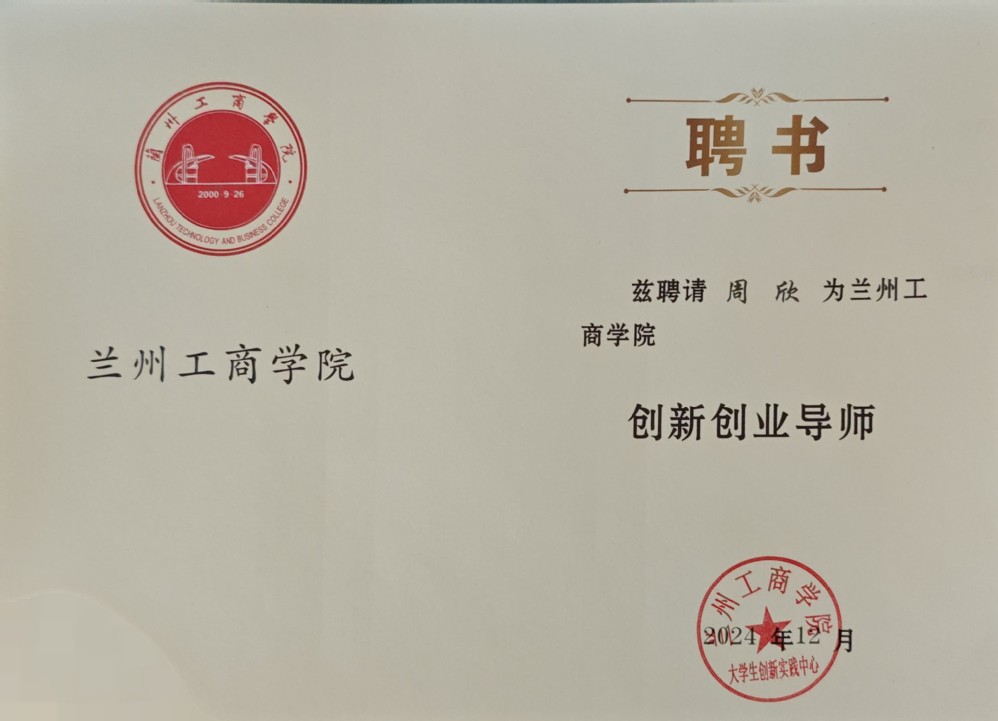 蘭州工商学院
2000-9-26
LANZHOU TECHNOLOGY AND BUSINESS COLLEGE
兰州工商学院
聘书
兹聘请 周 欣 为兰州工
商学院
创新创业导师
兰州工商学院
2024 年12 月
大学生创新实践中心